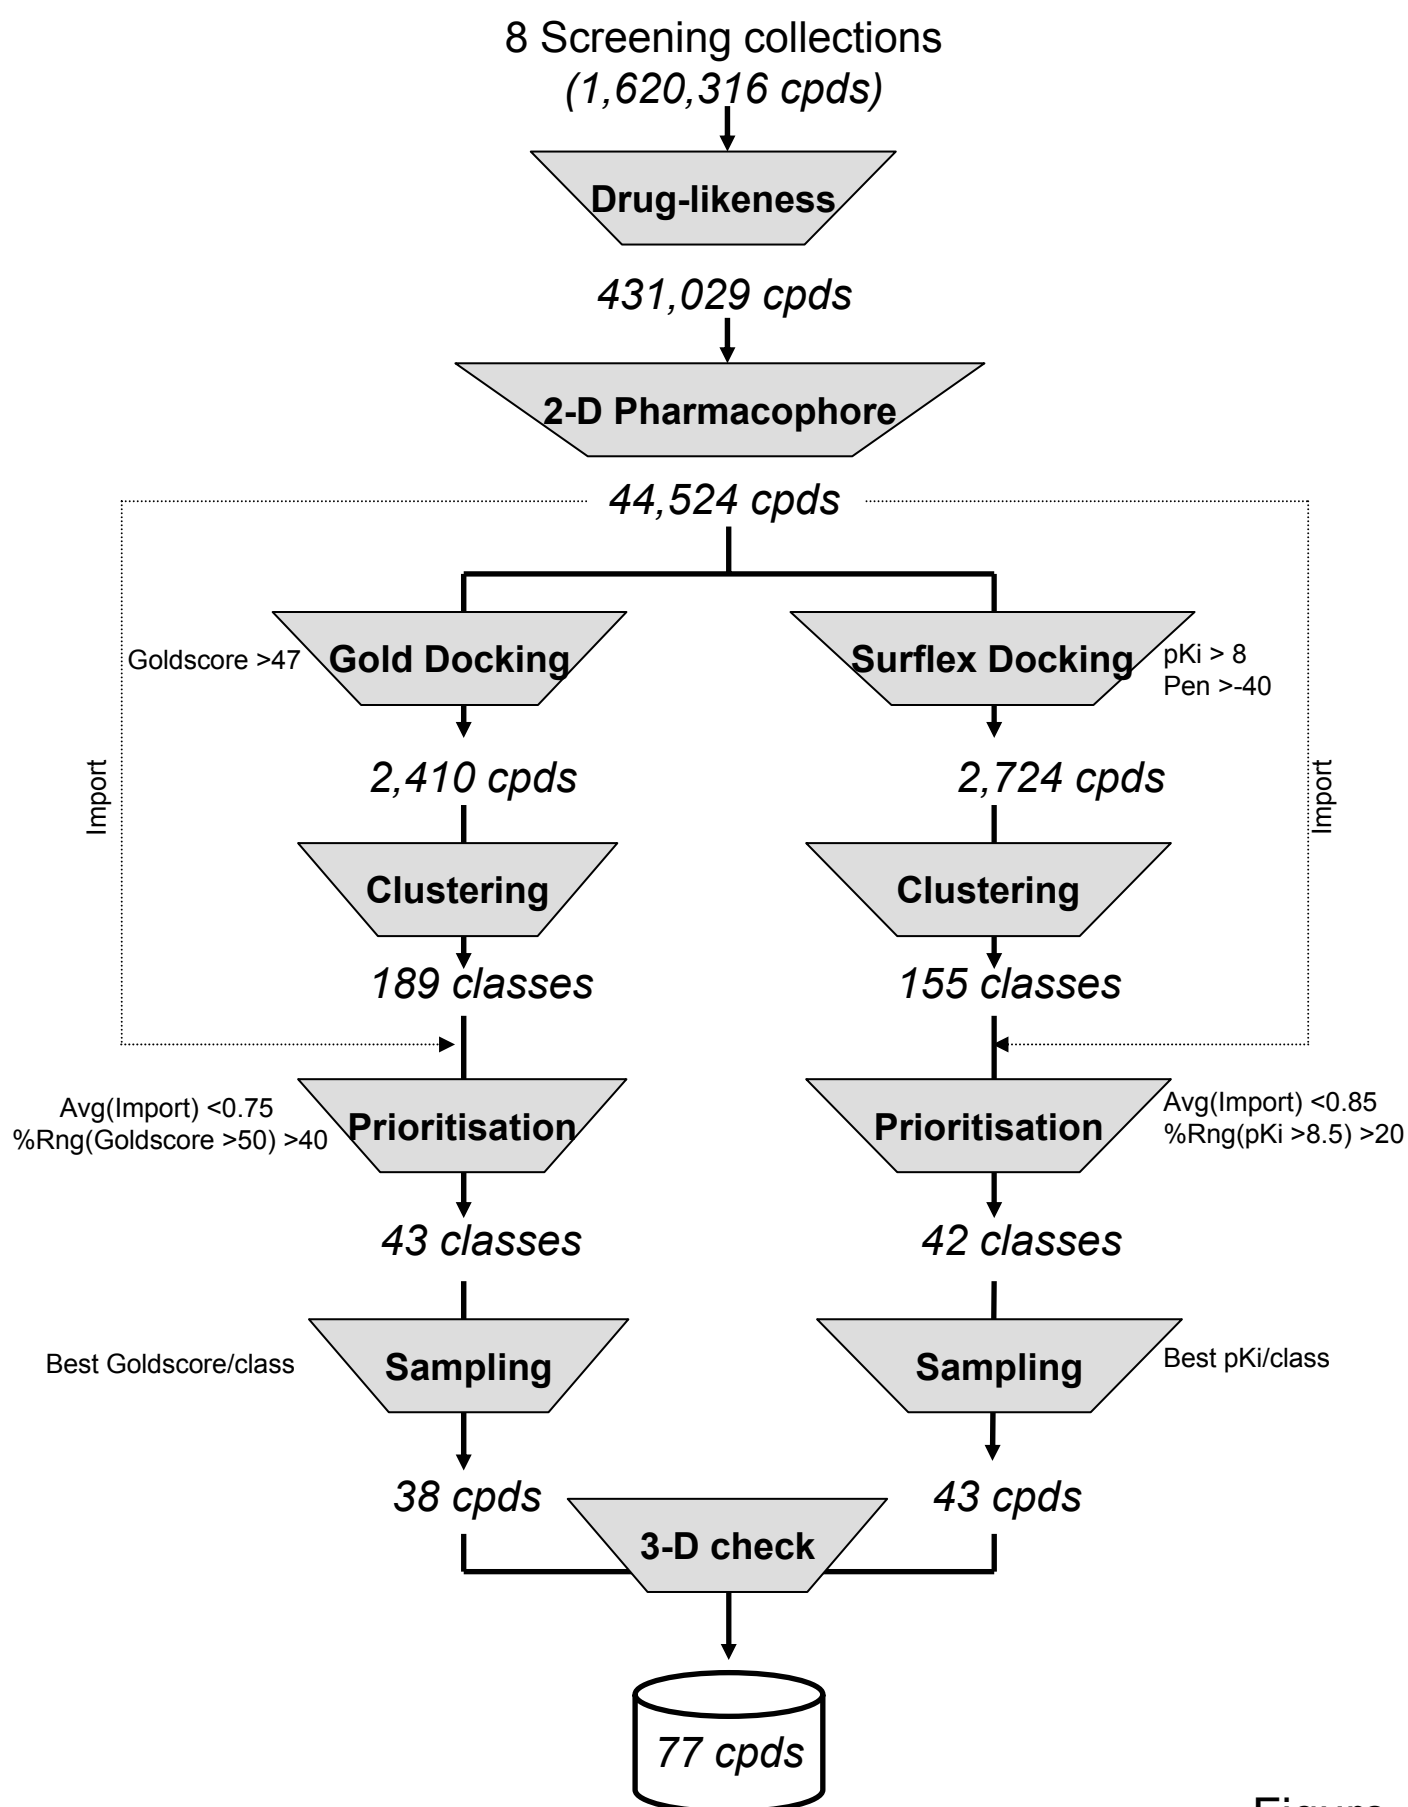 8 Screening collections
(1,620,316 cpds)
Drug-likeness
431,029 cpds
2-D Pharmacophore
44,524 cpds
Goldscore >47
Gold Docking
Surflex Docking
pKi > 8
Pen >-40
Import
2,410 cpds
2,724 cpds
Import
Clustering
Clustering
189 classes
155 classes
Avg(Import) <0.75
%Rng(Goldscore >50) >40
Prioritisation
Prioritisation
Avg(Import) <0.85
%Rng(pKi >8.5) >20
43 classes
42 classes
Best Goldscore/class
Sampling
Sampling
Best pKi/class
38 cpds
43 cpds
3-D check
77 cpds
Figure